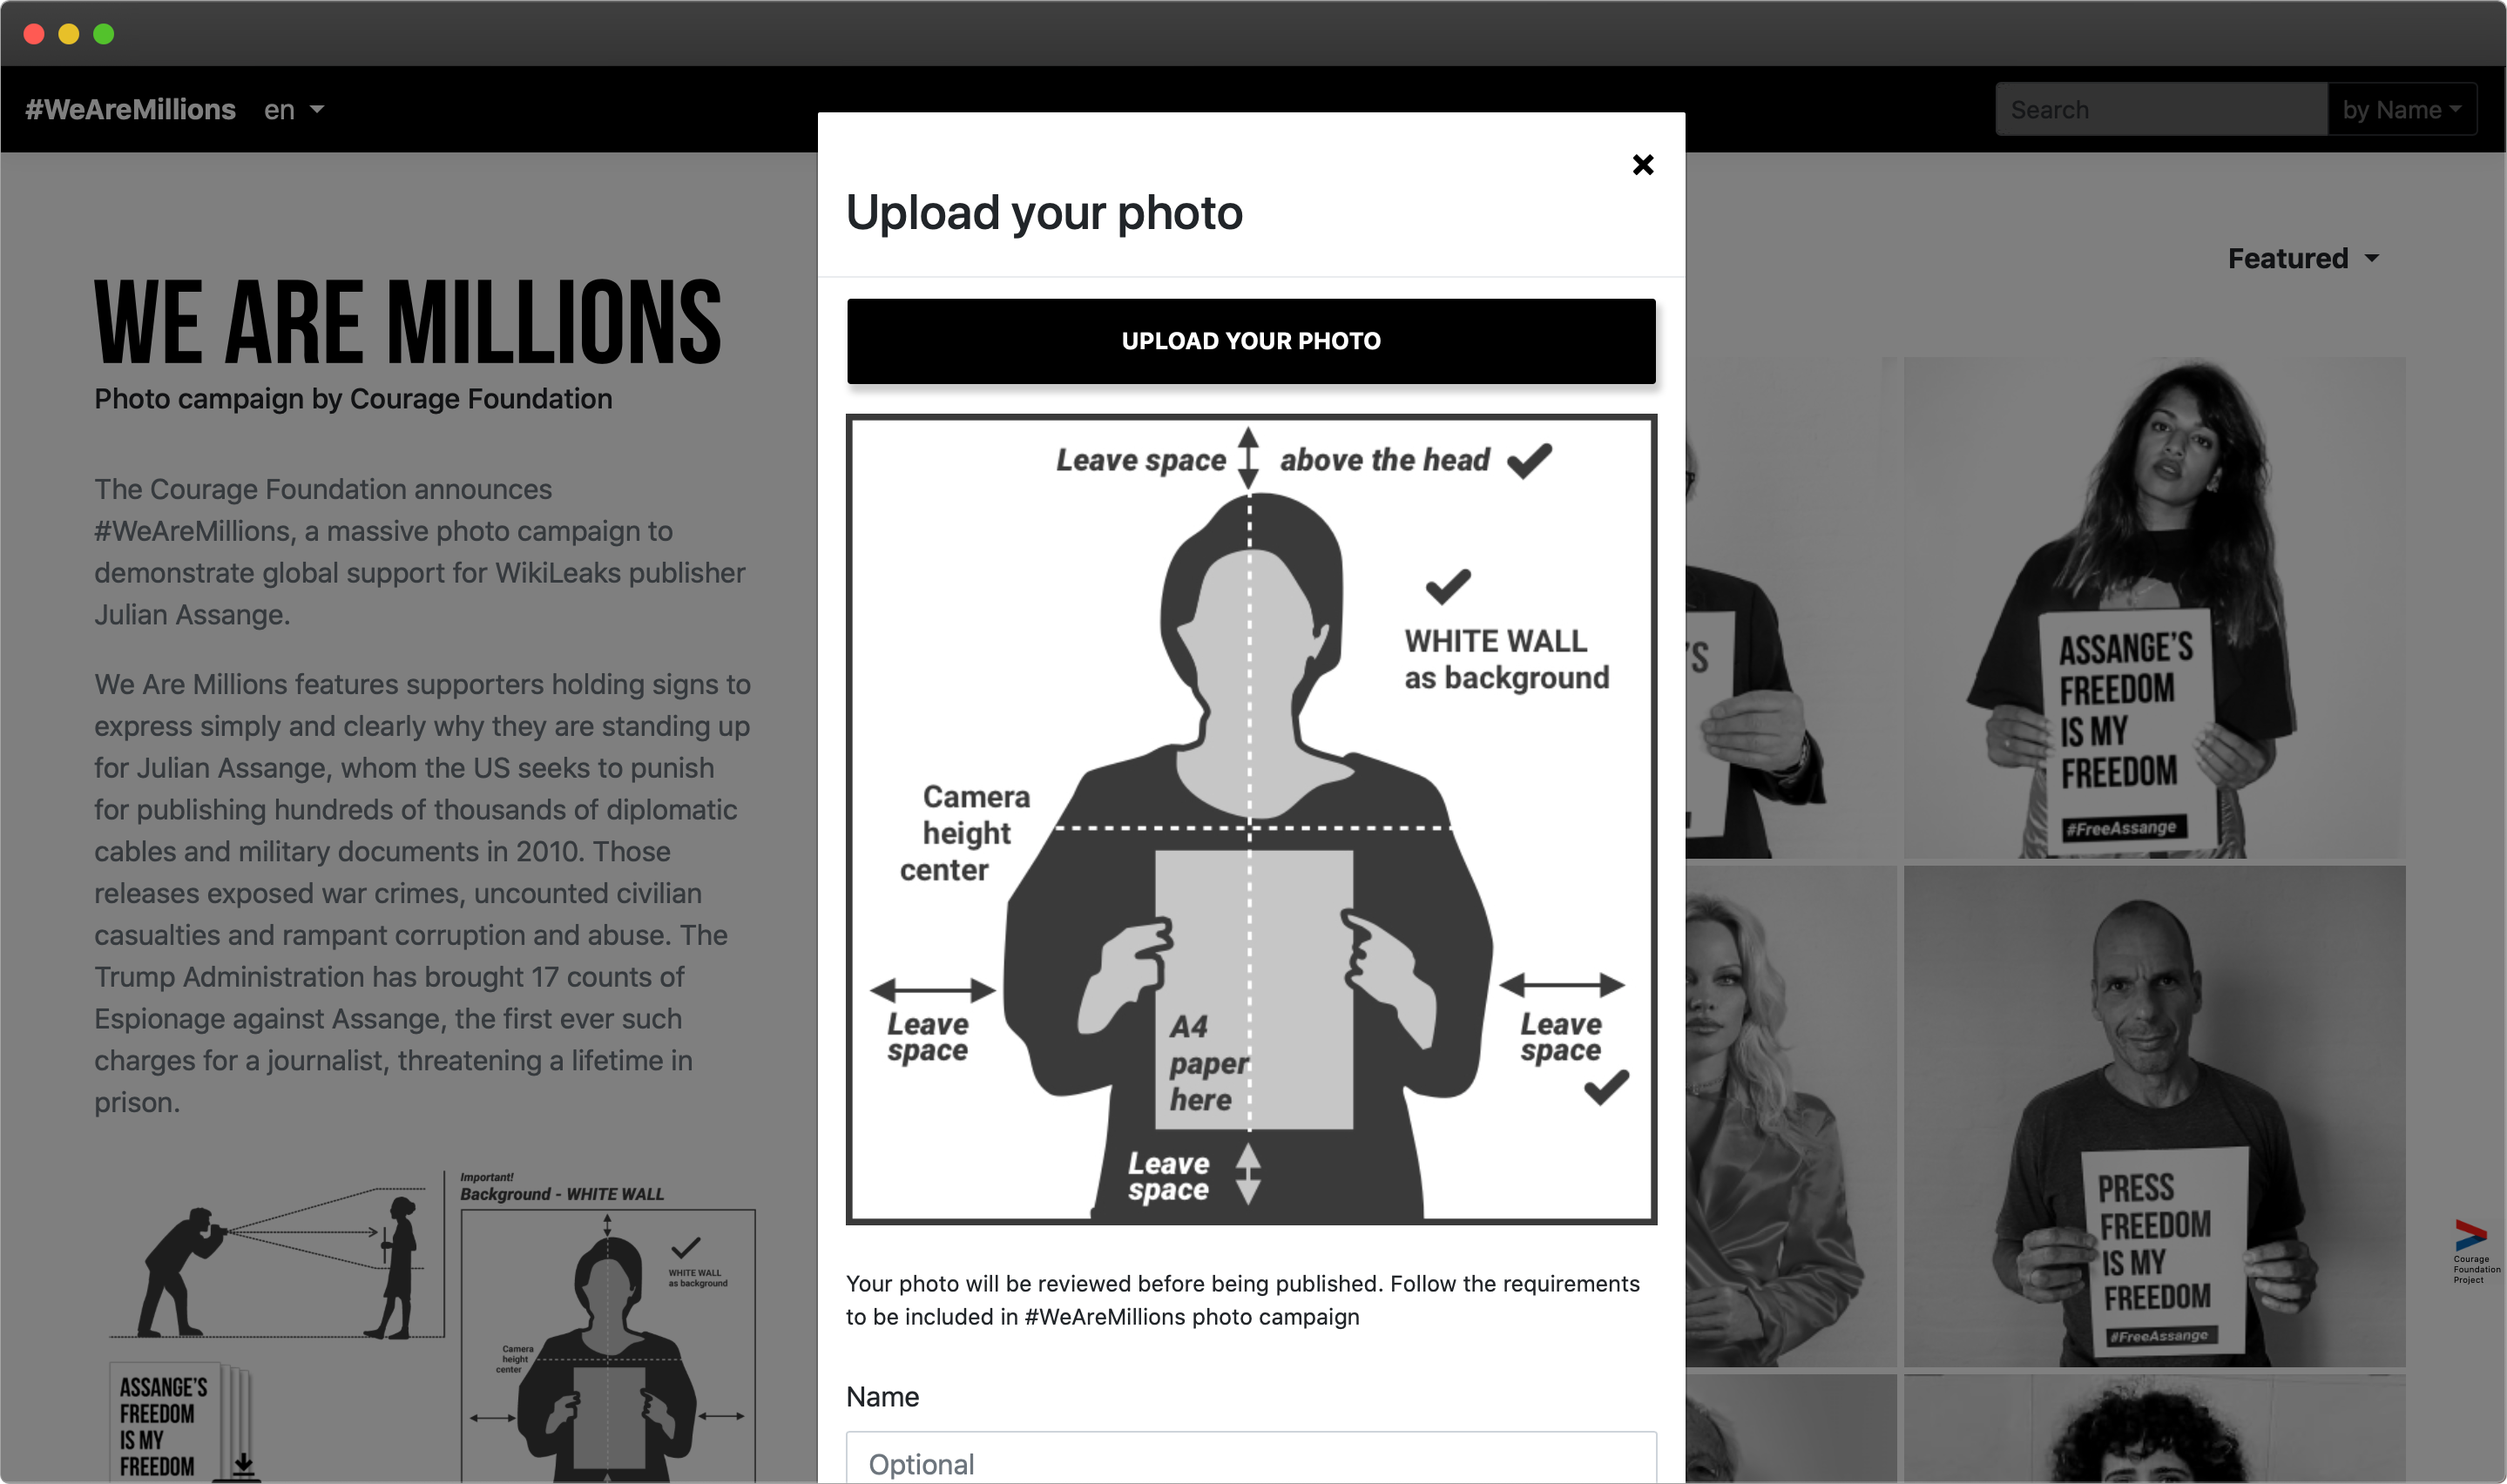 #WeAreMillions en
Search by Name
WE ARE MILLIONS
Photo campaign by Courage Foundation
The Courage Foundation announces
#WeAreMillions, a massive photo campaign to
demonstrate global support for WikiLeaks publisher
Julian Assange.
We Are Millions features supporters holding signs to
express simply and clearly why they are standing up
for Julian Assange, whom the US seeks to punish
for publishing hundreds of thousands of diplomatic
cables and military documents in 2010. Those
releases exposed war crimes, uncounted civilian
casualties and rampant corruption and abuse. The
Trump Administration has brought 17 counts of
Espionage against Assange, the first ever such
charges for a journalist, threatening a lifetime in
prison.
Important!
Background - WHITE WALL
WHITE WALL
as background
Camera
height
center
ASSANGE'S
FREEDOM
IS MY
FREEDOM
Upload your photo
UPLOAD YOUR PHOTO
Leave space above the head
WHITE WALL
as background
Camera
height
center
Leave
space
A4
paper
here
Leave
space
Leave
space
Your photo will be reviewed before being published. Follow the requirements
to be included in #WeAreMillions photo campaign
Name
Optional
Featured
'S
ASSANGE'S
FREEDOM
IS MY
FREEDOM
#FreeAssange
PRESS
FREEDOM
IS MY
FREEDOM
#FreeAssange
Courage
Foundation
Project